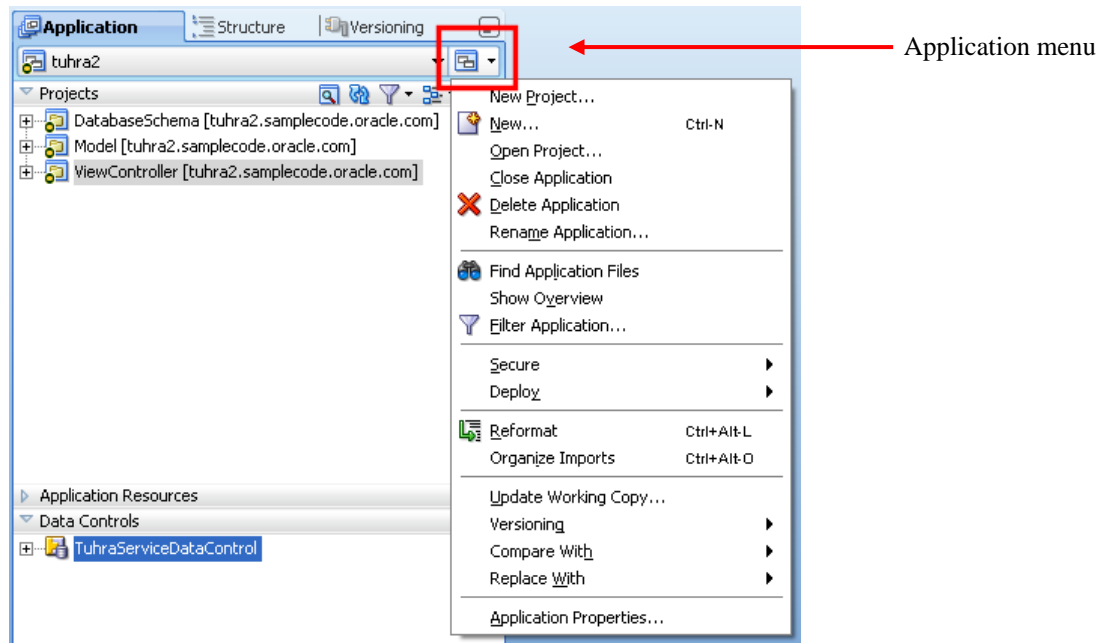 Application Structure Versioning
Application menu
tuhra2
Projects
DatabaseSchema [tuhra2.samplecode.oracle.com]
Model [tuhra2.samplecode.oracle.com]
ViewController [tuhra2.samplecode.oracle.com]
New Project...
New... Ctrl-N
Open Project...
Close Application
Delete Application
Rename Application...
Find Application Files
Show Overview
Filter Application...
Secure
Deploy
Reformat Ctrl+Alt-L
Organize Imports Ctrl+Alt-O
Update Working Copy...
Versioning
Compare With
Replace With
Application Properties...
Application Resources
Data Controls
TuhraServiceDataControl